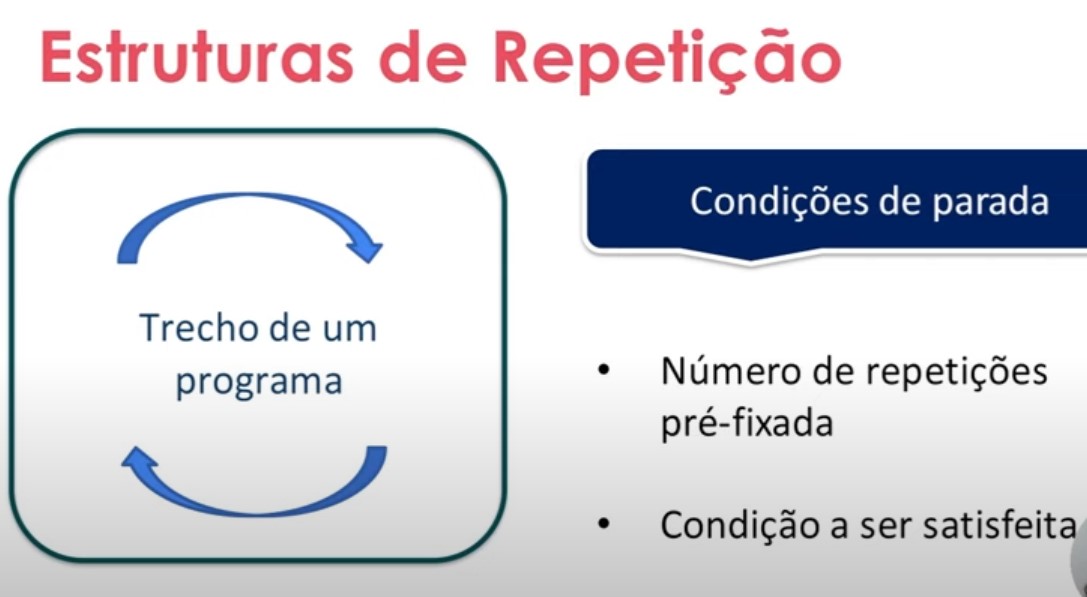 Estruturas de Repetição
Trecho de um
programa
Condições de parada
• Número de repetições
pré-fixada
• Condição a ser satisfeita